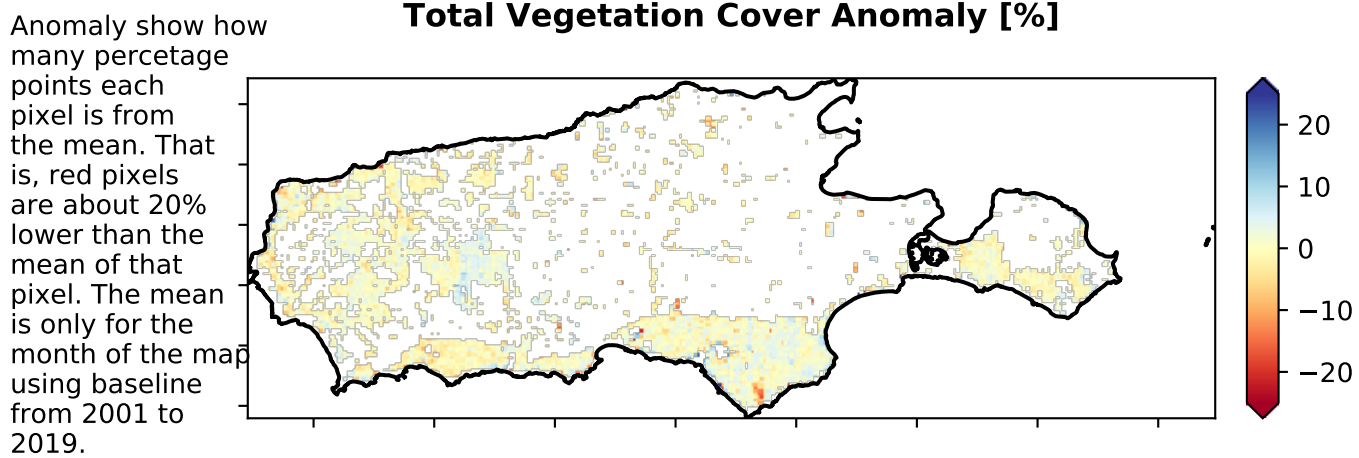 Total Vegetation Cover Anomaly [%]
Anomaly show how
many percetage
points each
pixel is from
the mean. That
is, red pixels
are about 20%
lower than the
mean of that
pixel. The mean
is only for the
month of the map
using baseline
from 2001 to
2019.
20
10
0
−10
−20